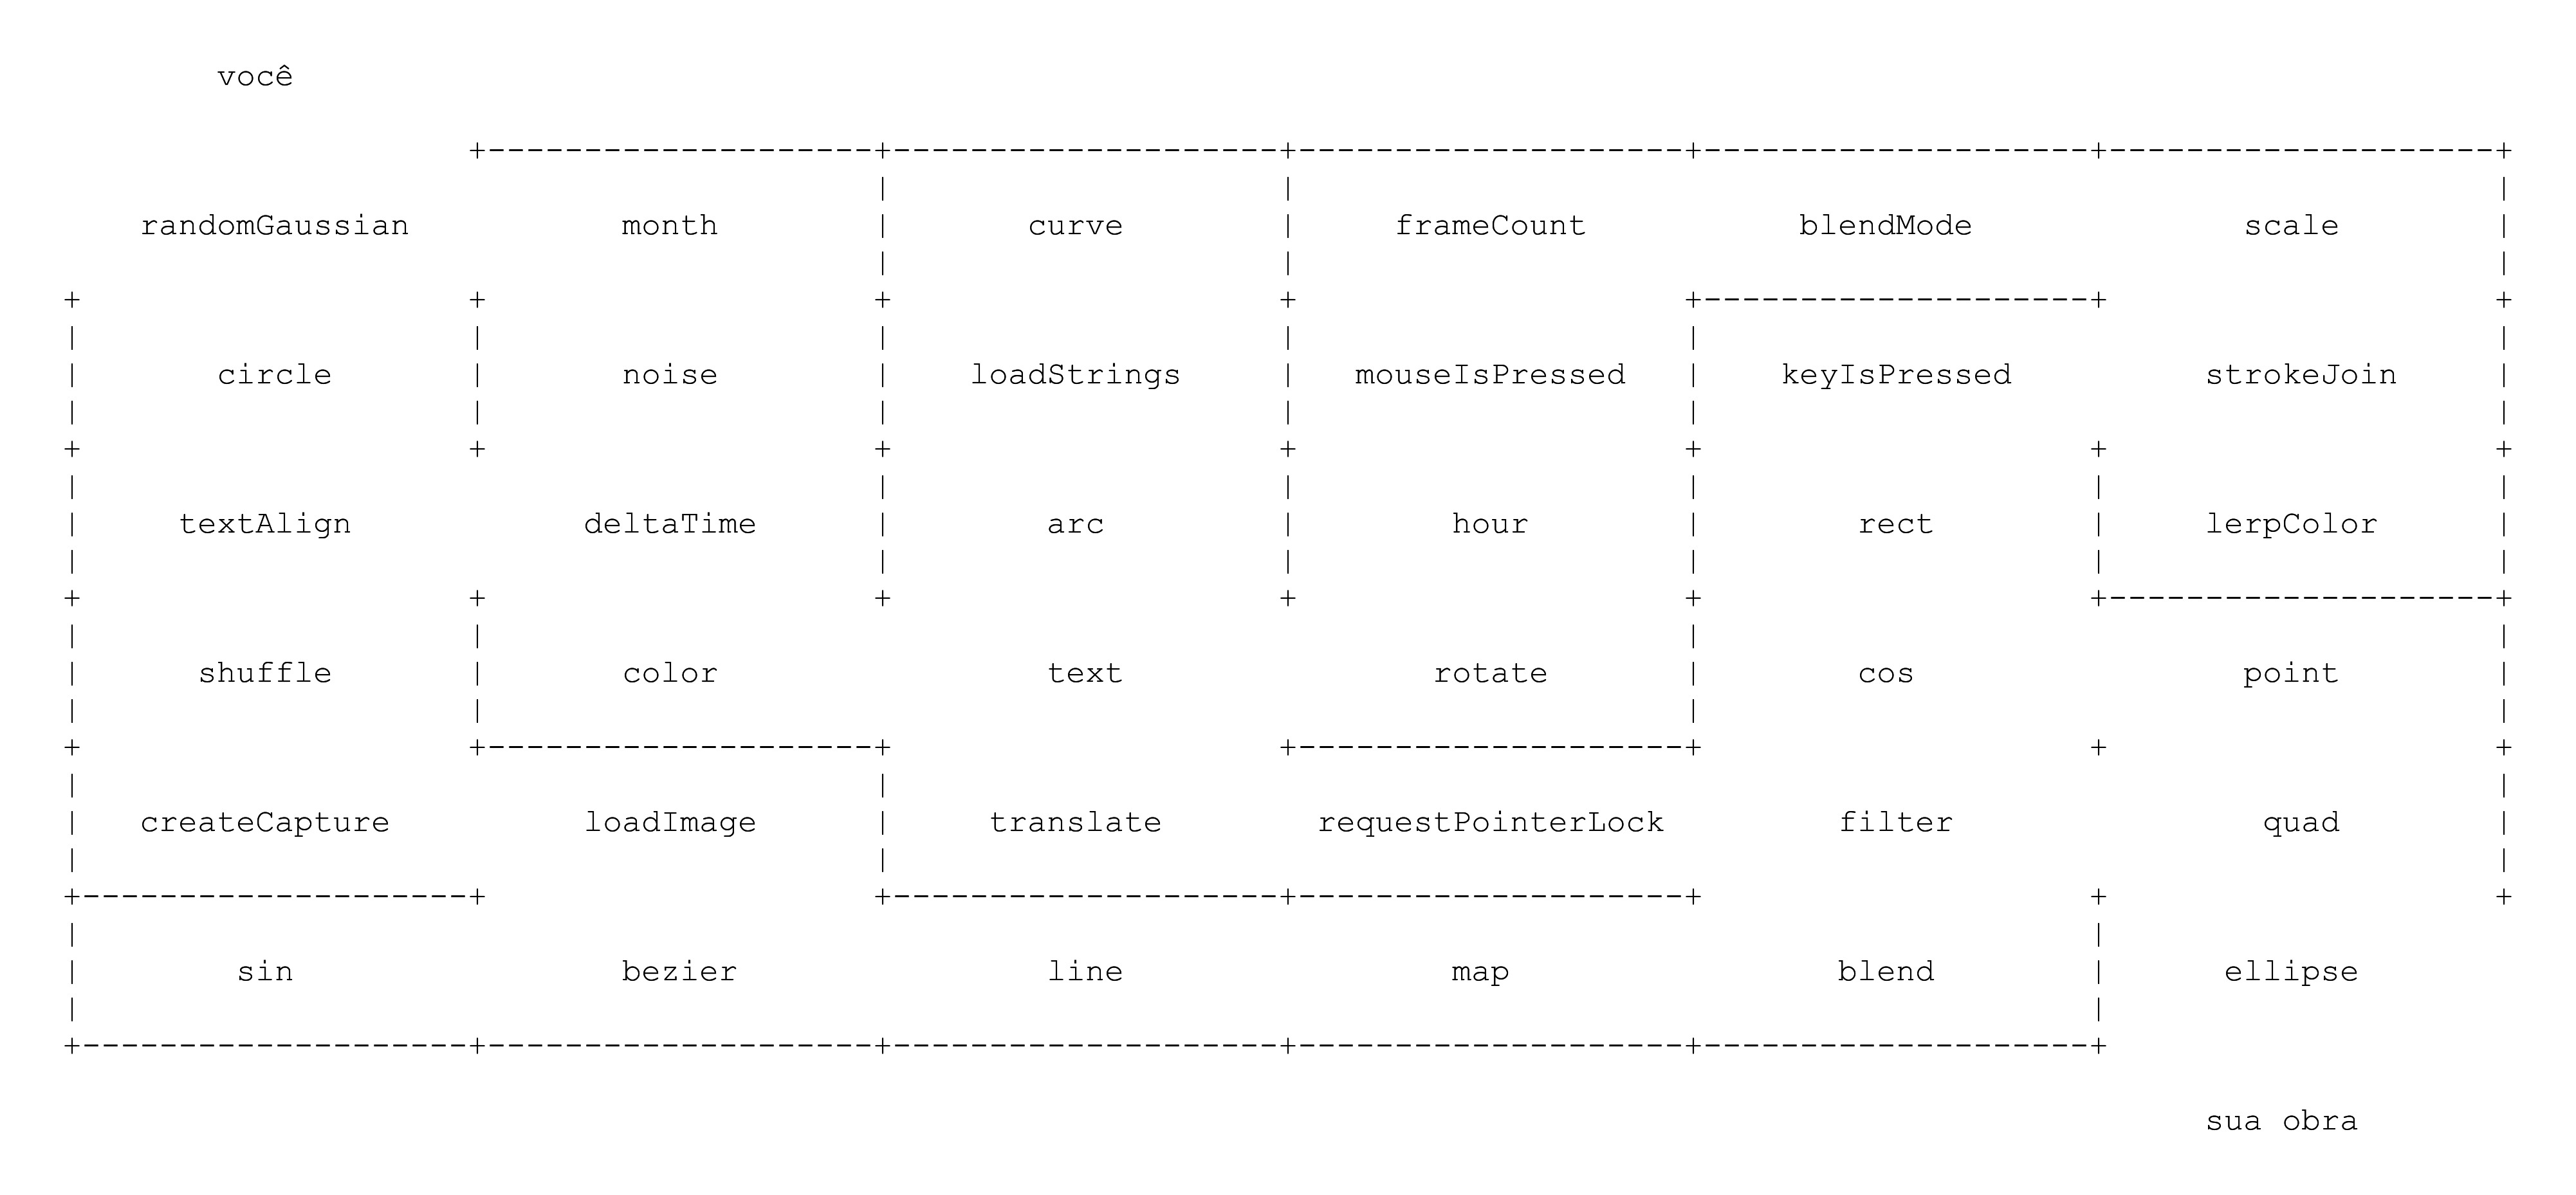 você
randomGaussian month curve frameCount blendMode scale
circle noise loadStrings mouseIsPressed keyIsPressed strokeJoin
textAlign deltaTime arc hour rect lerpColor
shuffle color text rotate cos point
createCapture loadImage translate requestPointerLock filter quad
sin bezier line map blend ellipse
sua obra